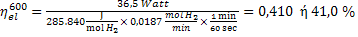 η_el^600 = 36,5 Watt / (285.840 J/mol H₂ × 0,0187 mol H₂/min × 1 min/60 sec) = 0,410 ή 41,0 %